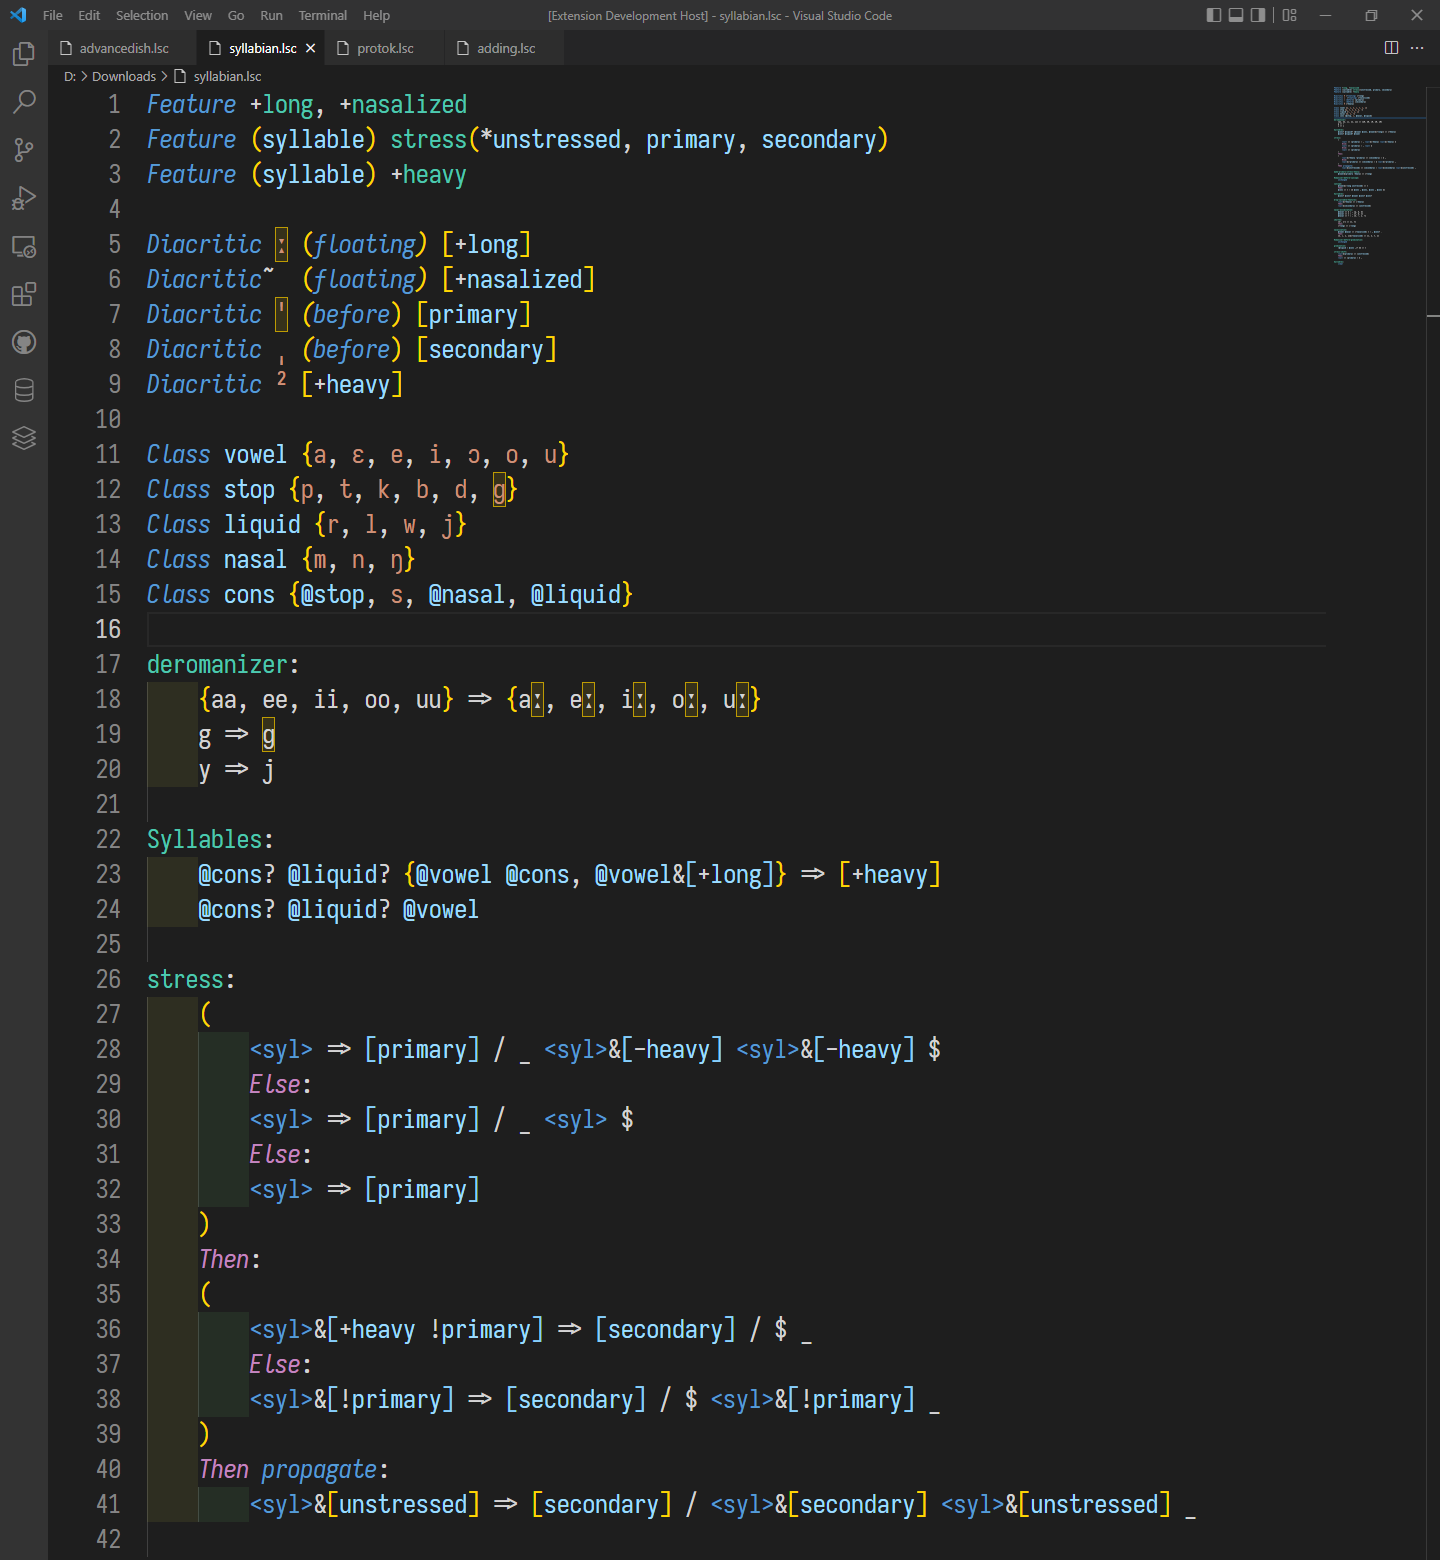 File Edit Selection View Go Run Terminal Help [Extension Development Host] - syllabian.lsc - Visual Studio Code
advancedish.lsc syllabian.lsc protok.lsc adding.lsc
D: > Downloads > syllabian.lsc
1 Feature +long, +nasalized
2 Feature (syllable) stress(*unstressed, primary, secondary)
3 Feature (syllable) +heavy
4
5 Diacritic ː (floating) [+long]
6 Diacritic ̃ (floating) [+nasalized]
7 Diacritic ˈ (before) [primary]
8 Diacritic ˌ (before) [secondary]
9 Diacritic ² [+heavy]
10
11 Class vowel {a, ɛ, e, i, ɔ, o, u}
12 Class stop {p, t, k, b, d, ɡ}
13 Class liquid {r, l, w, j}
14 Class nasal {m, n, ŋ}
15 Class cons {@stop, s, @nasal, @liquid}
16
17 deromanizer:
18 {aa, ee, ii, oo, uu} => {aː, eː, iː, oː, uː}
19 g => ɡ
20 y => j
21
22 Syllables:
23 @cons? @liquid? {@vowel @cons, @vowel&[+long]} => [+heavy]
24 @cons? @liquid? @vowel
25
26 stress:
27 (
28 <syl> => [primary] / _ <syl>&[-heavy] <syl>&[-heavy] $
29 Else:
30 <syl> => [primary] / _ <syl> $
31 Else:
32 <syl> => [primary]
33 )
34 Then:
35 (
36 <syl>&[+heavy !primary] => [secondary] / $ _
37 Else:
38 <syl>&[!primary] => [secondary] / $ <syl>&[!primary] _
39 )
40 Then propagate:
41 <syl>&[unstressed] => [secondary] / <syl>&[secondary] <syl>&[unstressed] _
42